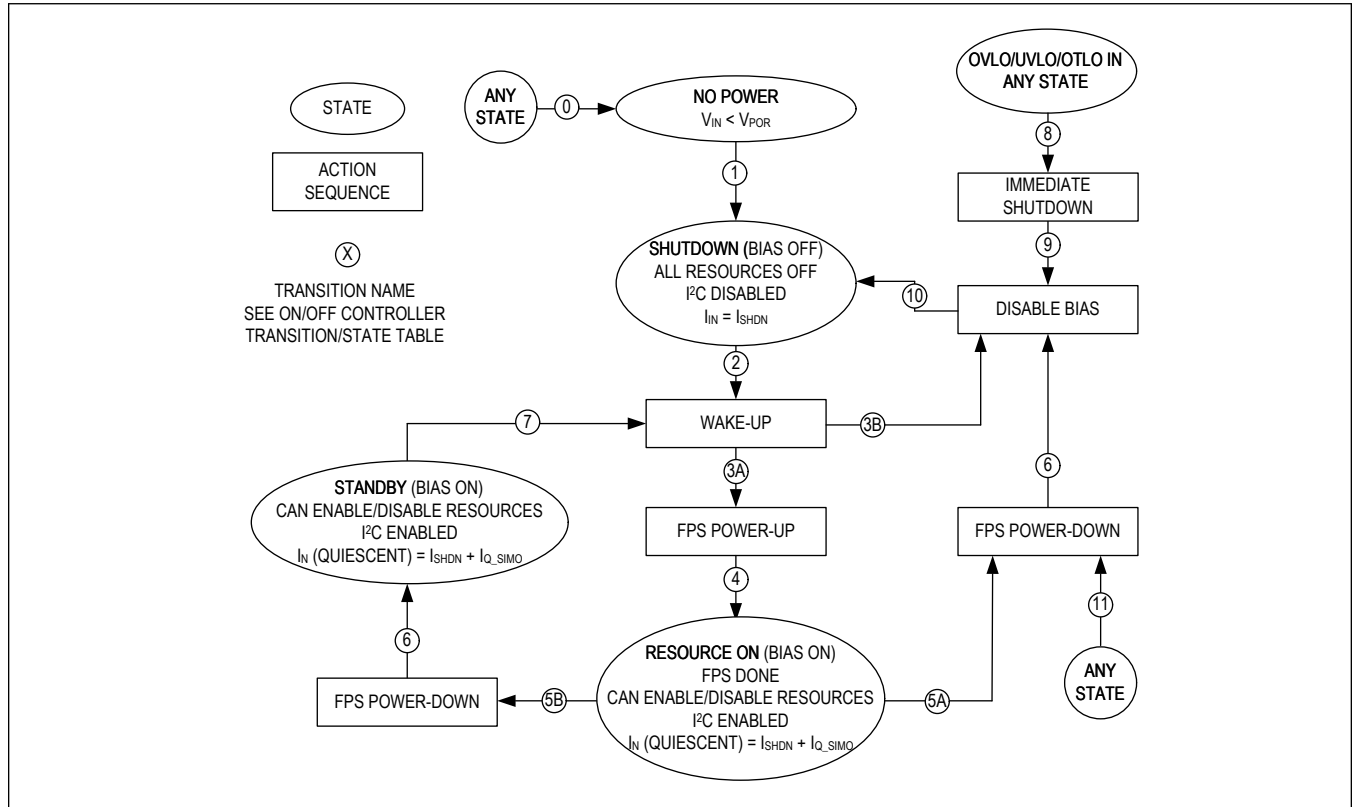 STATE
ACTION
SEQUENCE
X
TRANSITION NAME
SEE ON/OFF CONTROLLER
TRANSITION/STATE TABLE
ANY
STATE
0
NO POWER
VIN < VPOR
1
OVLO/UVLO/OTLO IN
ANY STATE
8
IMMEDIATE
SHUTDOWN
9
DISABLE BIAS
10
SHUTDOWN (BIAS OFF)
ALL RESOURCES OFF
I²C DISABLED
IIN = ISHDN
2
WAKE-UP
7
3B
3A
STANDBY (BIAS ON)
CAN ENABLE/DISABLE RESOURCES
I²C ENABLED
IN (QUIESCENT) = ISHDN + IQ_SIMO
6
FPS POWER-UP
4
FPS POWER-DOWN
6
11
ANY
STATE
RESOURCE ON (BIAS ON)
FPS DONE
CAN ENABLE/DISABLE RESOURCES
I²C ENABLED
IN (QUIESCENT) = ISHDN + IQ_SIMO
5A
5B
FPS POWER-DOWN